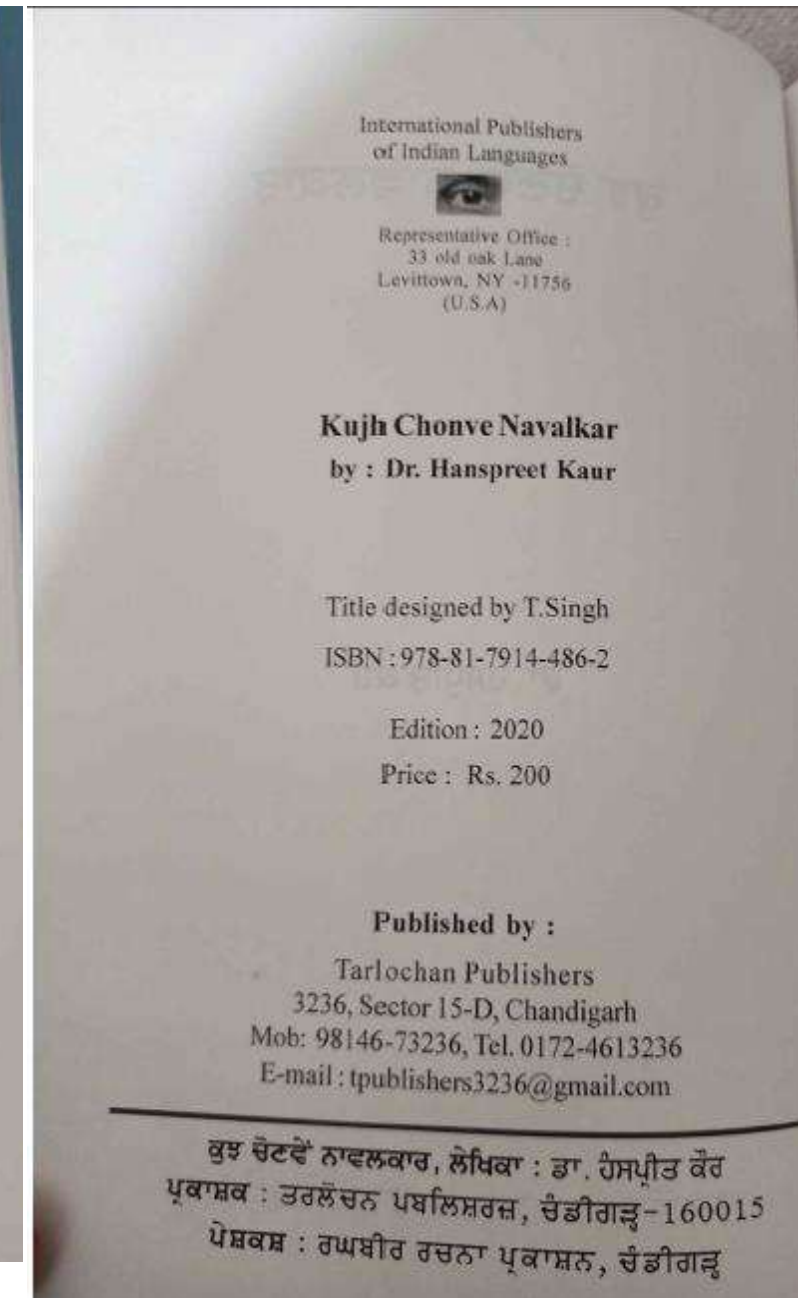 International Publishers
of Indian Languages
Representative Office :
33 old oak Lane
Levittown, NY -11756
(U.S.A)
Kujh Chonve Navalkar
by : Dr. Hanspreet Kaur
Title designed by T.Singh
ISBN : 978-81-7914-486-2
Edition : 2020
Price : Rs. 200
Published by :
Tarlochan Publishers
3236, Sector 15-D, Chandigarh
Mob: 98146-73236, Tel. 0172-4613236
E-mail : tpublishers3236@gmail.com
ਕੁਝ ਚੋਣਵੇਂ ਨਾਵਲਕਾਰ, ਲੇਖਿਕਾ : ਡਾ. ਹੰਸਪ੍ਰੀਤ ਕੌਰ
ਪ੍ਰਕਾਸ਼ਕ : ਤਰਲੋਚਨ ਪਬਲਿਸ਼ਰਜ਼, ਚੰਡੀਗੜ੍ਹ-160015
ਪੇਸ਼ਕਸ਼ : ਰਘਬੀਰ ਰਚਨਾ ਪ੍ਰਕਾਸ਼ਨ, ਚੰਡੀਗੜ੍ਹ